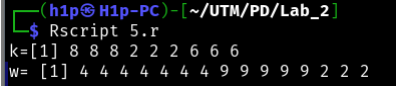 ┌──(h1p㉿H1p-PC)-[~/UTM/PD/Lab_2]
└─$ Rscript 5.r
k=[1] 8 8 8 2 2 2 6 6 6
w= [1] 4 4 4 4 4 4 4 9 9 9 9 9 2 2 2